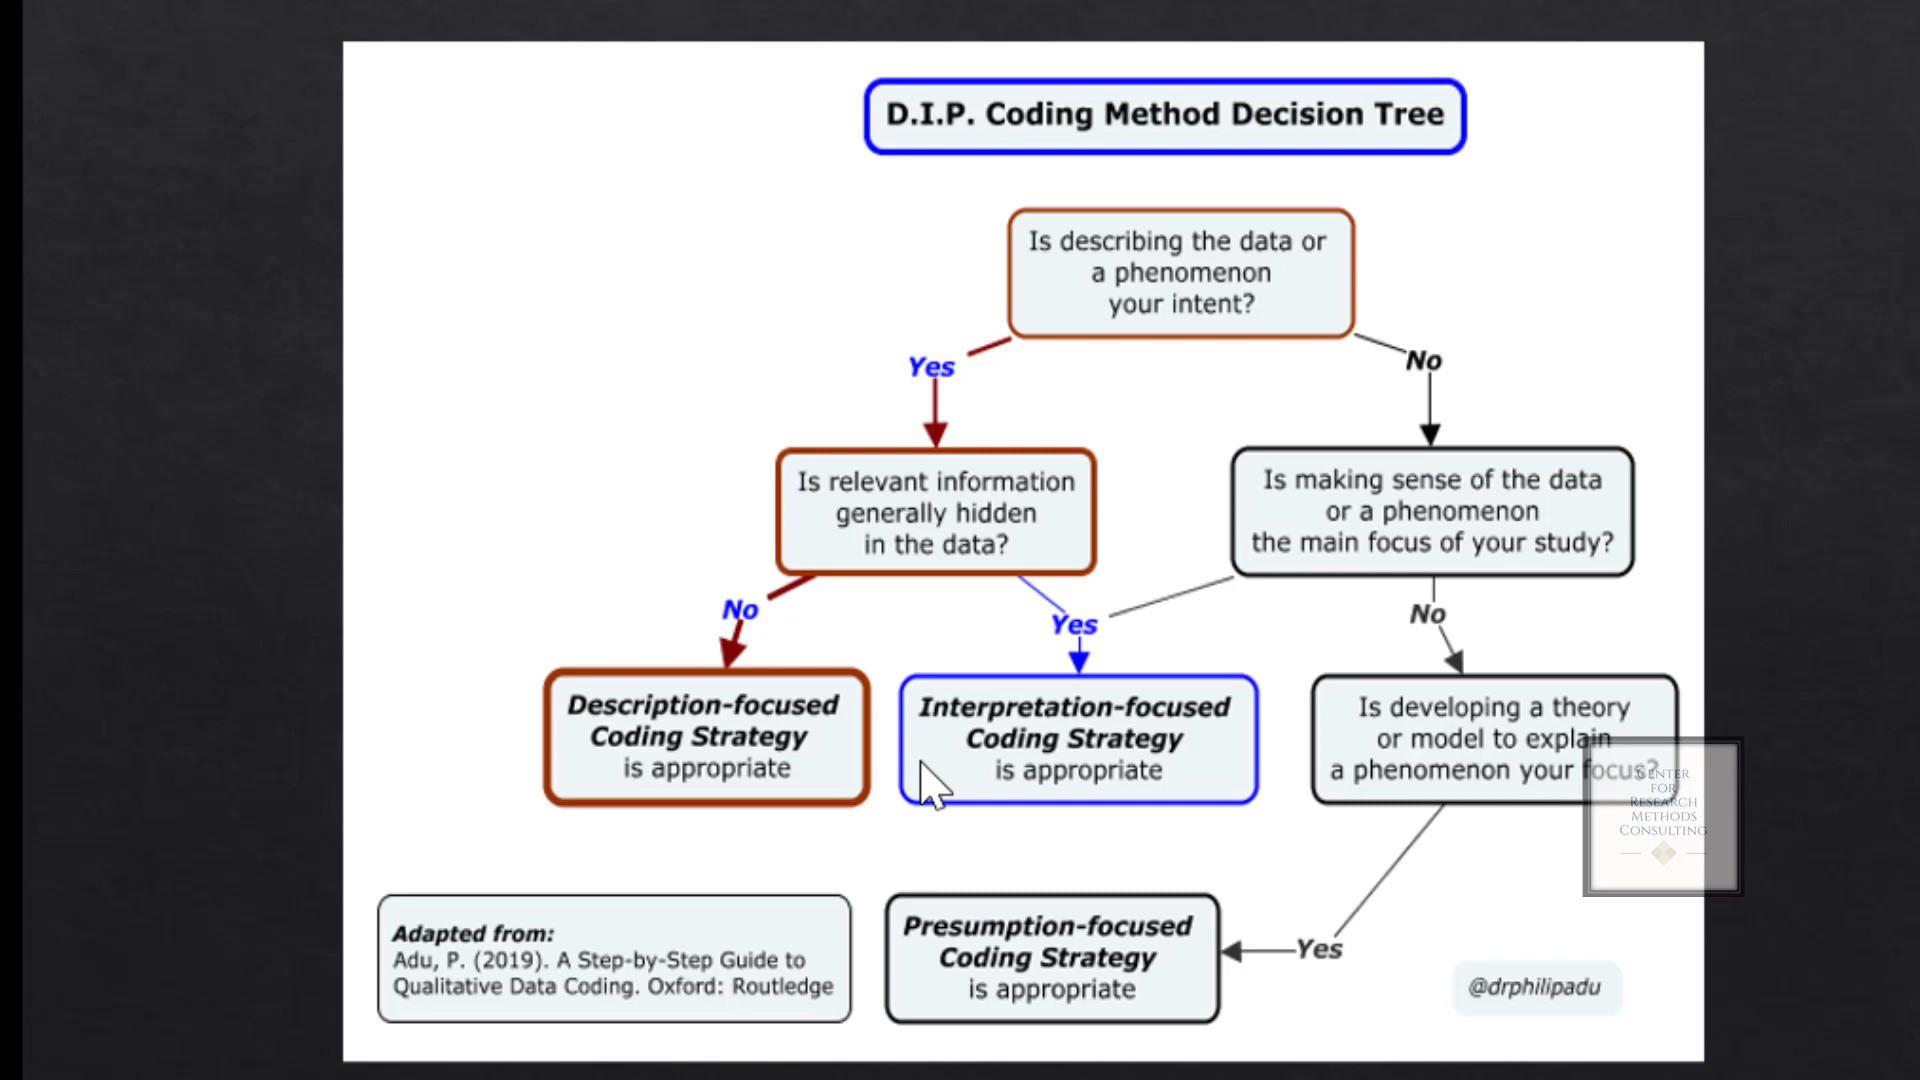 D.I.P. Coding Method Decision Tree
Is describing the data or
a phenomenon
your intent?
Yes
No
Is relevant information
generally hidden
in the data?
Is making sense of the data
or a phenomenon
the main focus of your study?
No
Yes
No
Description-focused
Coding Strategy
is appropriate
Interpretation-focused
Coding Strategy
is appropriate
Is developing a theory
or model to explain
a phenomenon your focus?
CENTER
FOR
RESEARCH
METHODS
CONSULTING
Adapted from:
Adu, P. (2019). A Step-by-Step Guide to
Qualitative Data Coding. Oxford: Routledge
Presumption-focused
Coding Strategy
is appropriate
Yes
@drphilipadu